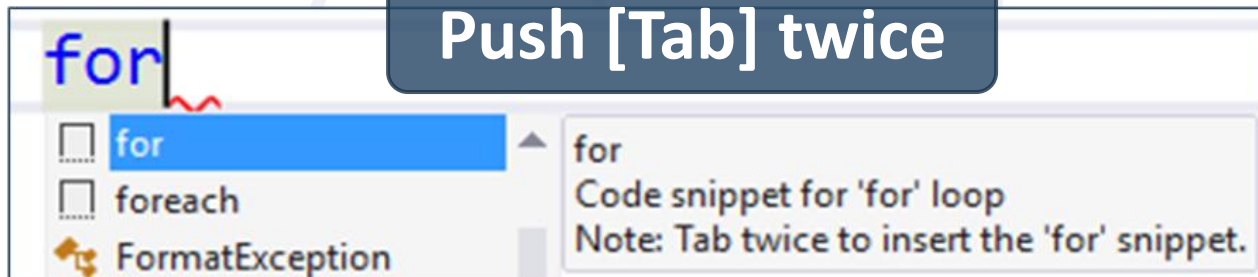 Push [Tab] twice
for
for
foreach
FormatException
for
Code snippet for 'for' loop
Note: Tab twice to insert the 'for' snippet.